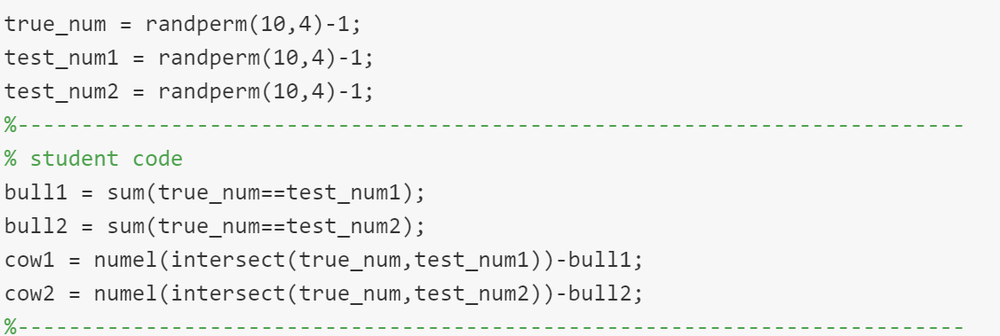 true_num = randperm(10,4)-1;
test_num1 = randperm(10,4)-1;
test_num2 = randperm(10,4)-1;
%--------------------------------------------------------------------------
% student code
bull1 = sum(true_num==test_num1);
bull2 = sum(true_num==test_num2);
cow1 = numel(intersect(true_num,test_num1))-bull1;
cow2 = numel(intersect(true_num,test_num2))-bull2;
%--------------------------------------------------------------------------